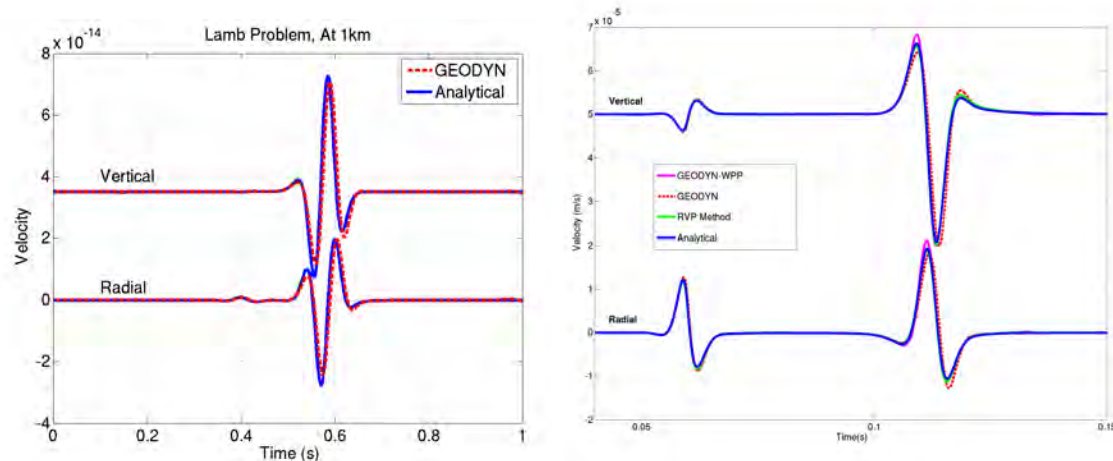 Lamb Problem, At 1km
x 10-14
8
6
4
2
0
-2
-4
Velocity
GEODYN
Analytical
Vertical
Radial
0
0.2
0.4
0.6
0.8
1
Time (s)
x 10-5
7
6
5
4
3
2
1
0
-1
-2
Velocity (m/s)
Vertical
GEODYN-WPP
GEODYN
RVP Method
Analytical
Radial
0.05
0.1
0.15
Time(s)